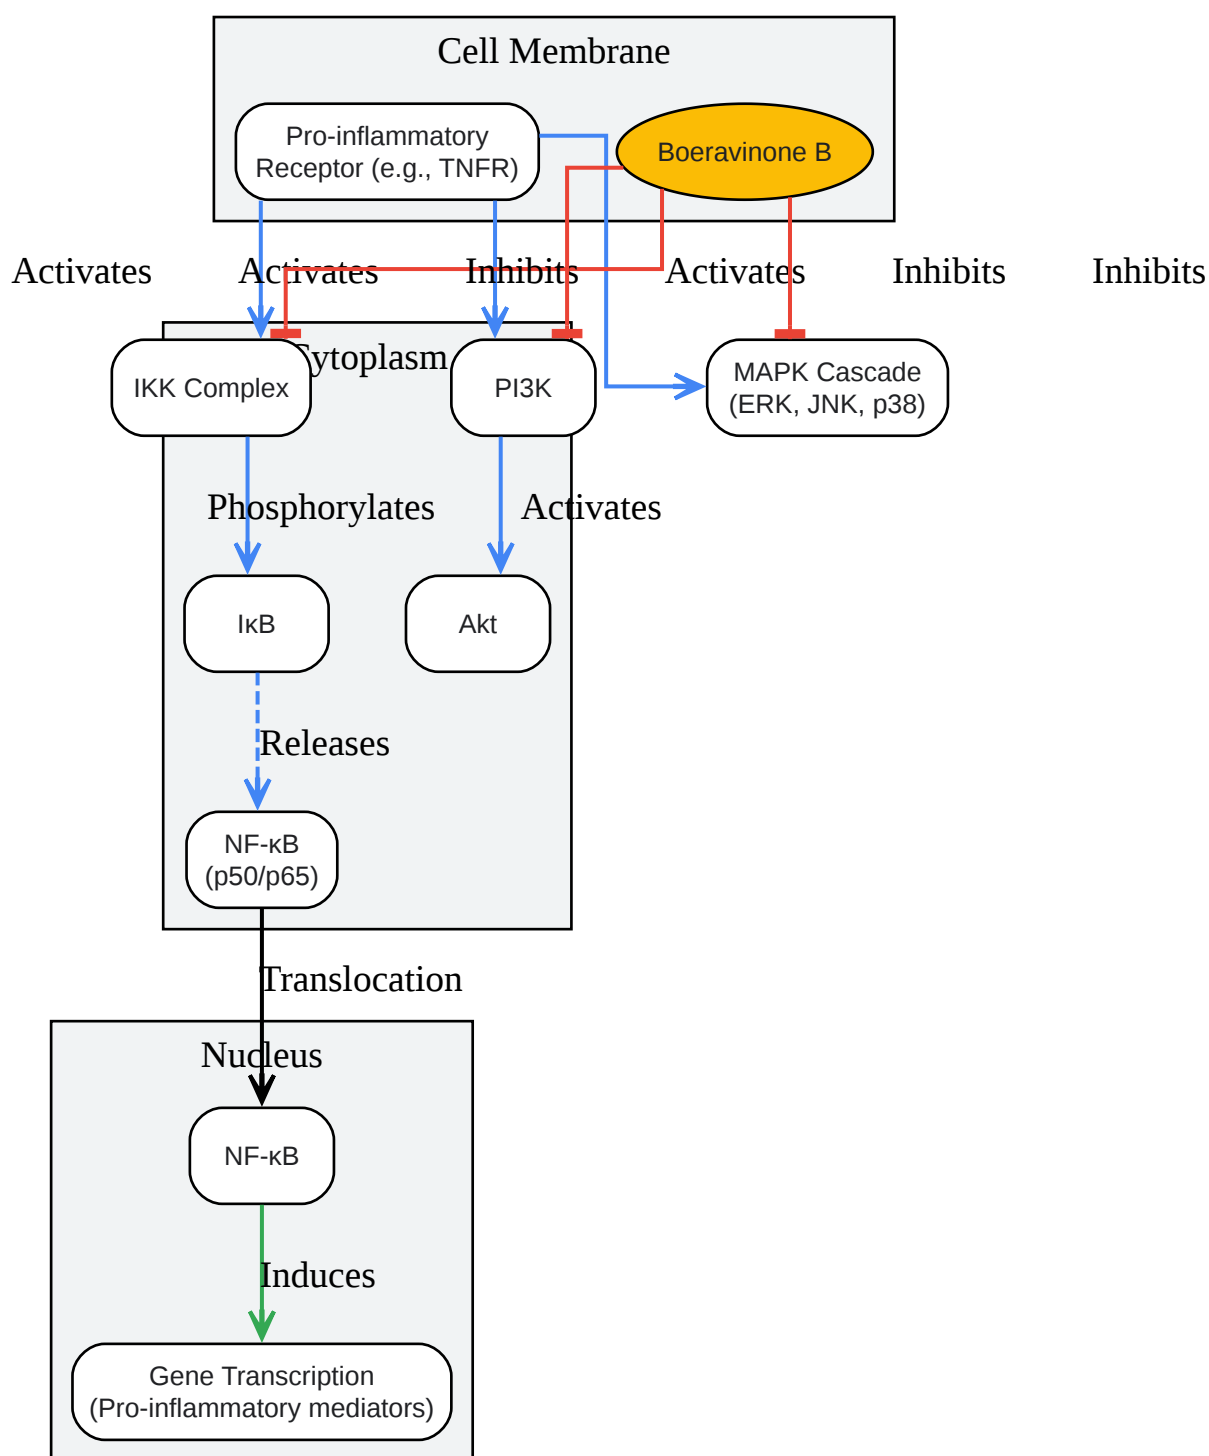 Cell Membrane
Pro-inflammatory
Receptor (e.g., TNFR)
Boeravinone B
Activates
Activates
Inhibits
Activates
Inhibits
Inhibits
Cytoplasm
IKK Complex
PI3K
MAPK Cascade
(ERK, JNK, p38)
Phosphorylates
Activates
IκB
Akt
Releases
NF-κB
(p50/p65)
Translocation
Nucleus
NF-κB
Induces
Gene Transcription
(Pro-inflammatory mediators)